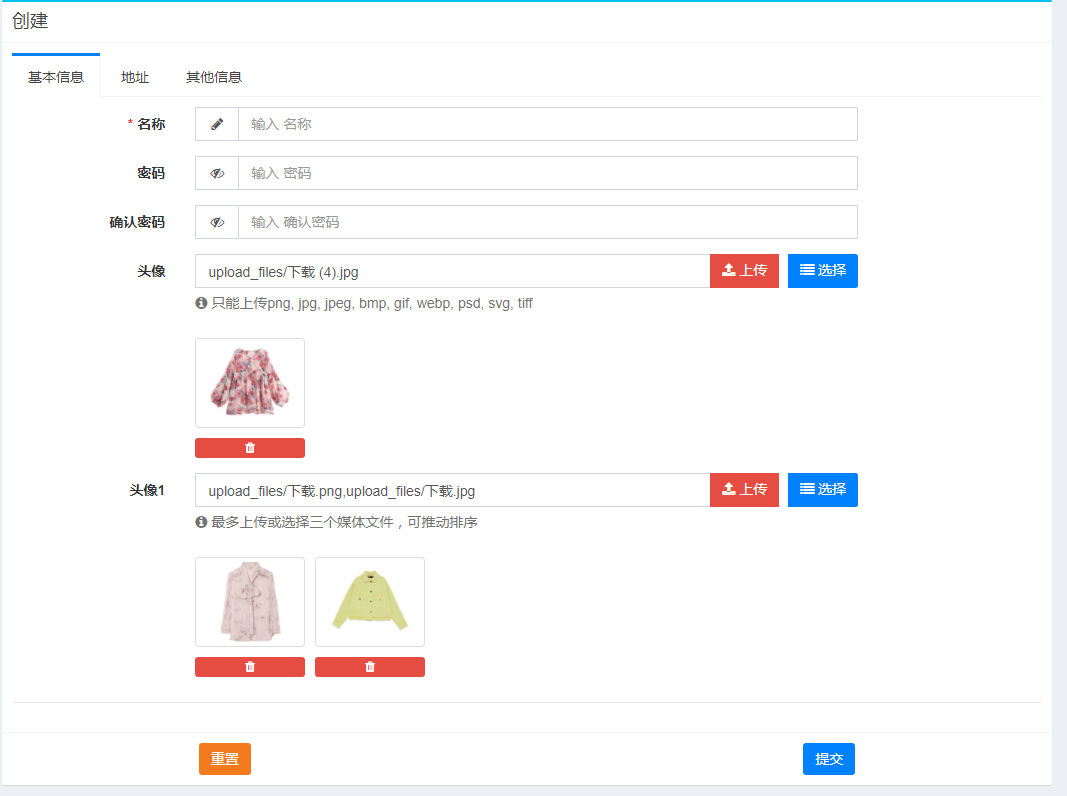 创建
基本信息 地址 其他信息
* 名称 输入 名称
密码 输入 密码
确认密码 输入 确认密码
头像 upload_files/下载 (4).jpg 上传 选择
只能上传png, jpg, jpeg, bmp, gif, webp, psd, svg, tiff
头像1 upload_files/下载.png,upload_files/下载.jpg 上传 选择
最多上传或选择三个媒体文件，可推动排序
重置 提交